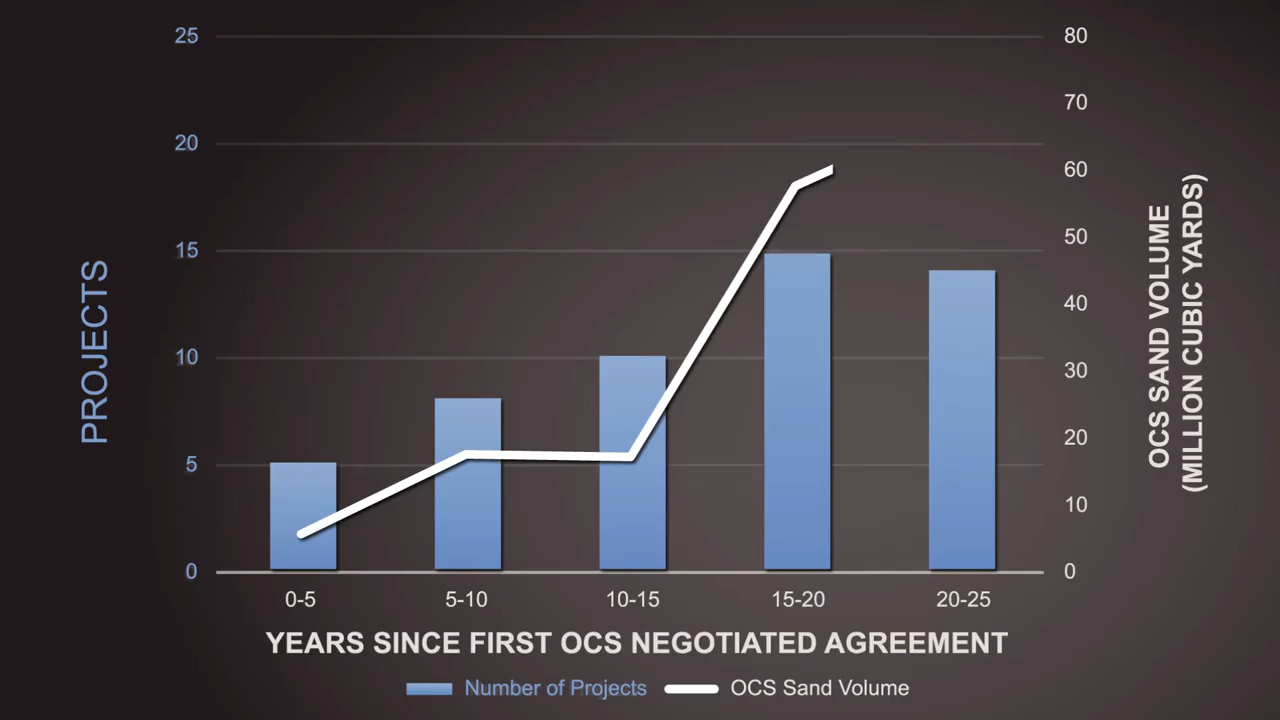 25
20
15
10
5
0
PROJECTS
80
70
60
50
40
30
20
10
0
OCS SAND VOLUME
(MILLION CUBIC YARDS)
0-5 5-10 10-15 15-20 20-25
YEARS SINCE FIRST OCS NEGOTIATED AGREEMENT
Number of Projects OCS Sand Volume